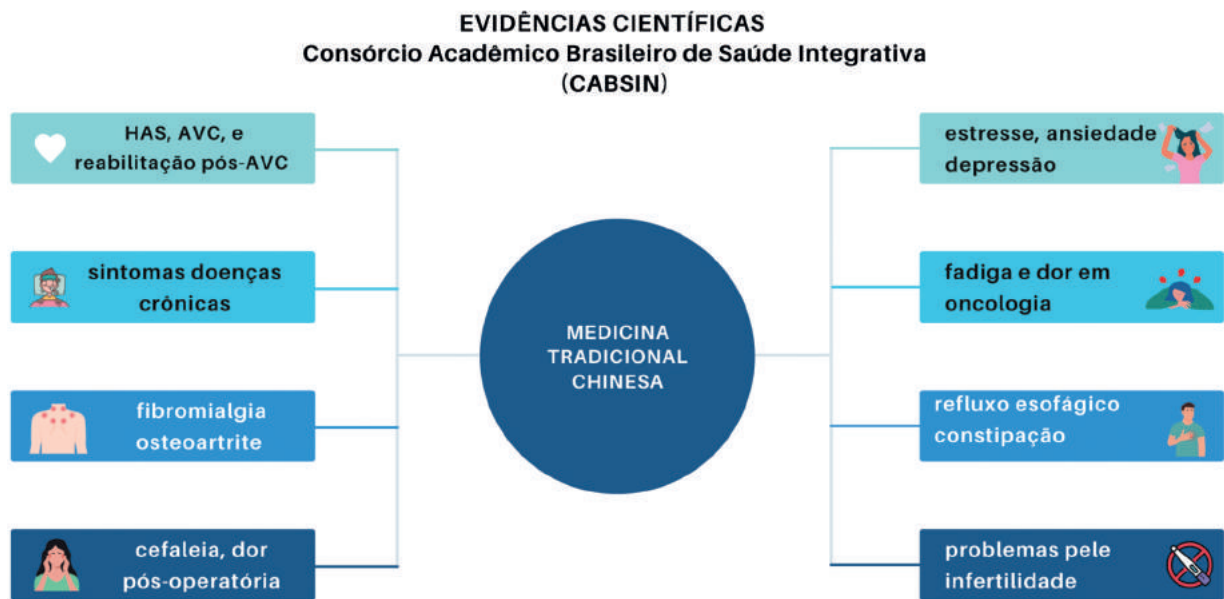 EVIDÊNCIAS CIENTÍFICAS
Consórcio Acadêmico Brasileiro de Saúde Integrativa
(CABSIN)
HAS, AVC, e
reabilitação pós-AVC
sintomas doenças
crônicas
fibromialgia
osteoartrite
cefaleia, dor
pós-operatória
MEDICINA
TRADICIONAL
CHINESA
estresse, ansiedade
depressão
fadiga e dor em
oncologia
refluxo esofágico
constipação
problemas pele
infertilidade